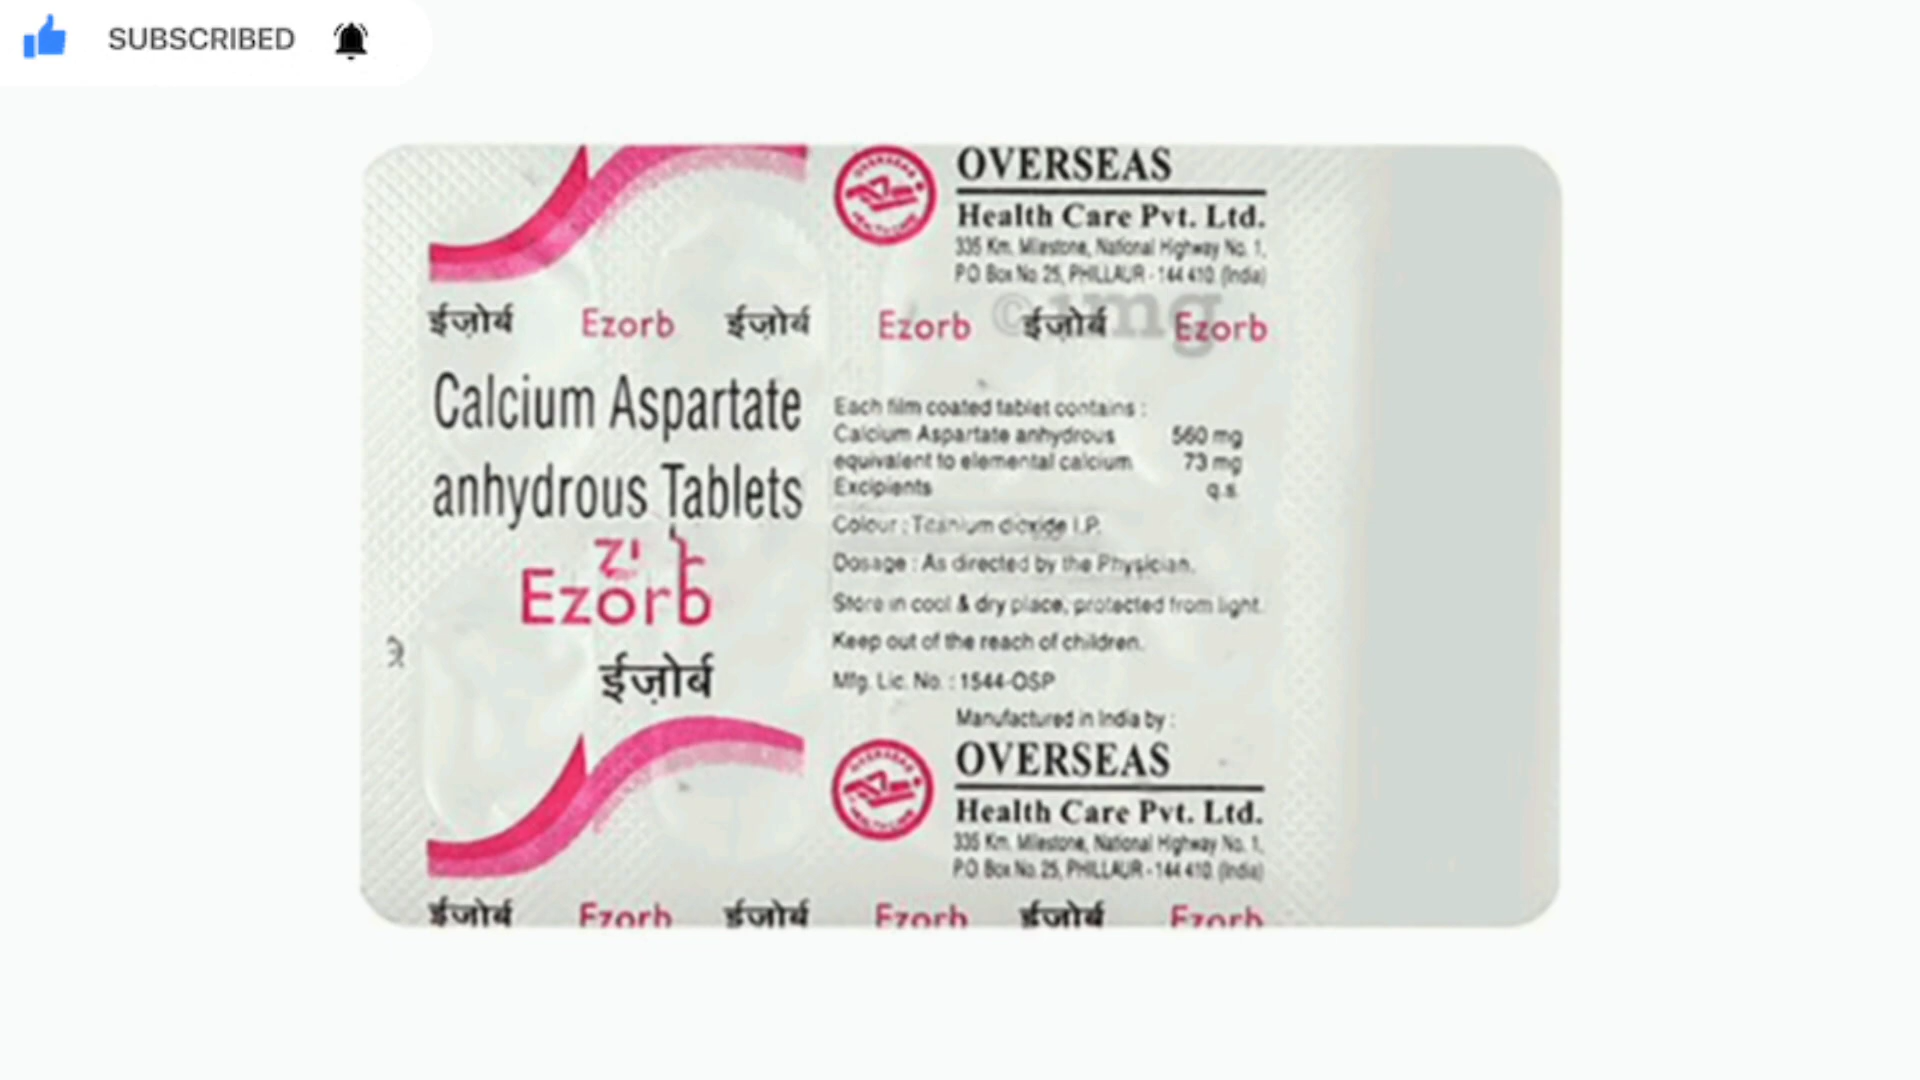 SUBSCRIBED
OVERSEAS
Health Care Pvt. Ltd.
335 Km. Milestone, National Highway No. 1,
P.O. Box No. 25, PHILLAUR - 144 410. (India)
©1mg
ईज़ोर्ब Ezorb ईज़ोर्ब Ezorb ईज़ोर्ब Ezorb
Calcium Aspartate
anhydrous Tablets
Ezorb
ईज़ोर्ब
Each film coated tablet contains :
Calcium Aspartate anhydrous 560 mg
equivalent to elemental calcium 73 mg
Excipients q.s.
Colour : Titanium dioxide I.P.
Dosage : As directed by the Physician.
Store in cool & dry place, protected from light.
Keep out of the reach of children.
Mfg. Lic. No. : 1544-OSP
Manufactured in India by :
OVERSEAS
Health Care Pvt. Ltd.
335 Km. Milestone, National Highway No. 1,
P.O. Box No. 25, PHILLAUR - 144 410. (India)
ईज़ोर्ब Ezorb ईज़ोर्ब Ezorb ईज़ोर्ब Ezorb